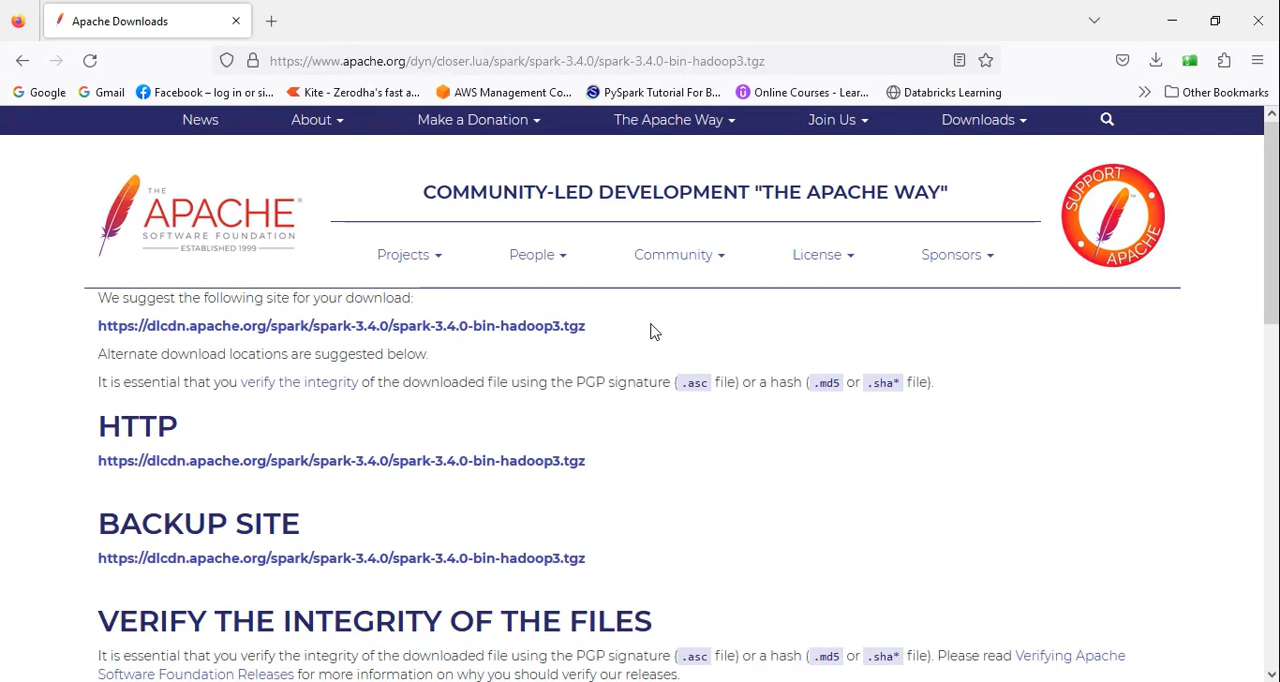 Apache Downloads
https://www.apache.org/dyn/closer.lua/spark/spark-3.4.0/spark-3.4.0-bin-hadoop3.tgz
Google
Gmail
Facebook – log in or si...
Kite - Zerodha's fast a...
AWS Management Co...
PySpark Tutorial For B...
Online Courses - Lear...
Databricks Learning
Other Bookmarks
News
About
Make a Donation
The Apache Way
Join Us
Downloads
THE
APACHE
SOFTWARE FOUNDATION
ESTABLISHED 1999
COMMUNITY-LED DEVELOPMENT "THE APACHE WAY"
SUPPORT APACHE
Projects
People
Community
License
Sponsors
We suggest the following site for your download:
https://dlcdn.apache.org/spark/spark-3.4.0/spark-3.4.0-bin-hadoop3.tgz
Alternate download locations are suggested below.
It is essential that you verify the integrity of the downloaded file using the PGP signature (.asc file) or a hash (.md5 or .sha* file).
HTTP
https://dlcdn.apache.org/spark/spark-3.4.0/spark-3.4.0-bin-hadoop3.tgz
BACKUP SITE
https://dlcdn.apache.org/spark/spark-3.4.0/spark-3.4.0-bin-hadoop3.tgz
VERIFY THE INTEGRITY OF THE FILES
It is essential that you verify the integrity of the downloaded file using the PGP signature (.asc file) or a hash (.md5 or .sha* file). Please read Verifying Apache
Software Foundation Releases for more information on why you should verify our releases.